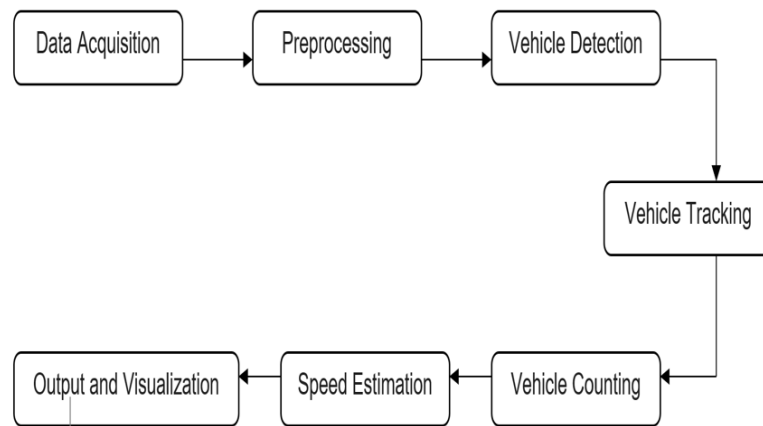 Data Acquisition
Preprocessing
Vehicle Detection
Vehicle Tracking
Vehicle Counting
Speed Estimation
Output and Visualization